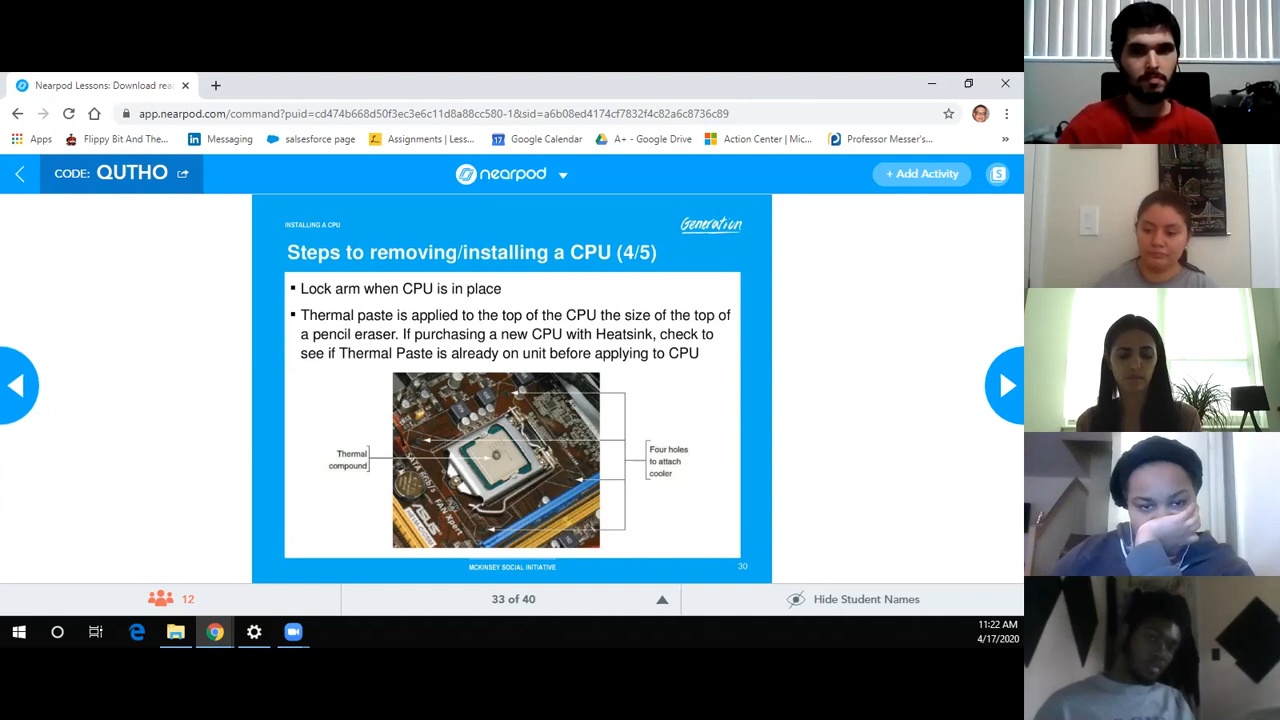 Nearpod Lessons: Download rea
app.nearpod.com/command?puid=cd474b668d50f3ec3e6c11d8a88cc580-1&sid=a6b08ed4174cf7832f4c82a6c8736c89
Apps Flippy Bit And The... Messaging salesforce page Assignments | Less... Google Calendar A+ - Google Drive Action Center | Mic... Professor Messer's... »
CODE: QUTHO
nearpod
+ Add Activity
S
INSTALLING A CPU
Generation
Steps to removing/installing a CPU (4/5)
▪ Lock arm when CPU is in place
▪ Thermal paste is applied to the top of the CPU the size of the top of
a pencil eraser. If purchasing a new CPU with Heatsink, check to
see if Thermal Paste is already on unit before applying to CPU
Thermal
compound
Four holes
to attach
cooler
FAN Xpert
ASUS
MCKINSEY SOCIAL INITIATIVE
30
12
33 of 40
Hide Student Names
11:22 AM
4/17/2020